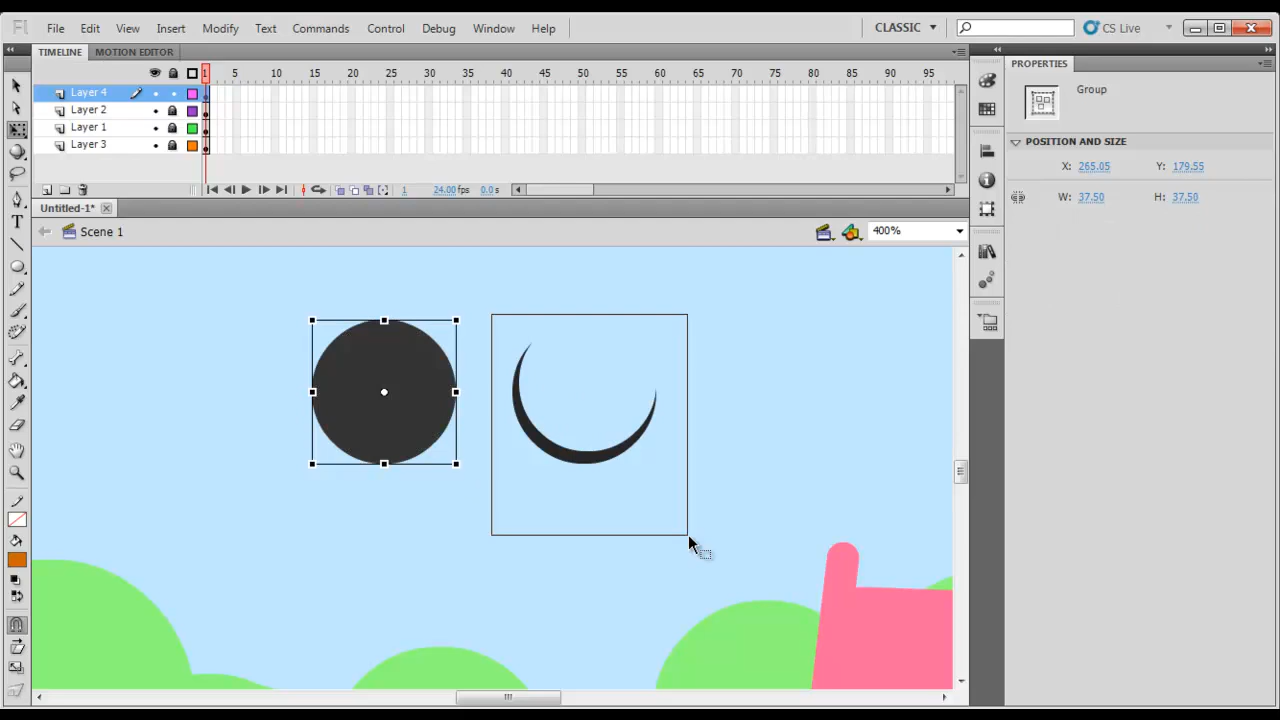 Fl File Edit View Insert Modify Text Commands Control Debug Window Help CLASSIC CS Live
TIMELINE MOTION EDITOR
PROPERTIES
1 5 10 15 20 25 30 35 40 45 50 55 60 65 70 75 80 85 90 95
Layer 4
Layer 2
Layer 1
Layer 3
Group
POSITION AND SIZE
X: 265.05 Y: 179.55
W: 37.50 H: 37.50
1 24.00 fps 0.0 s
Untitled-1*
Scene 1 400%